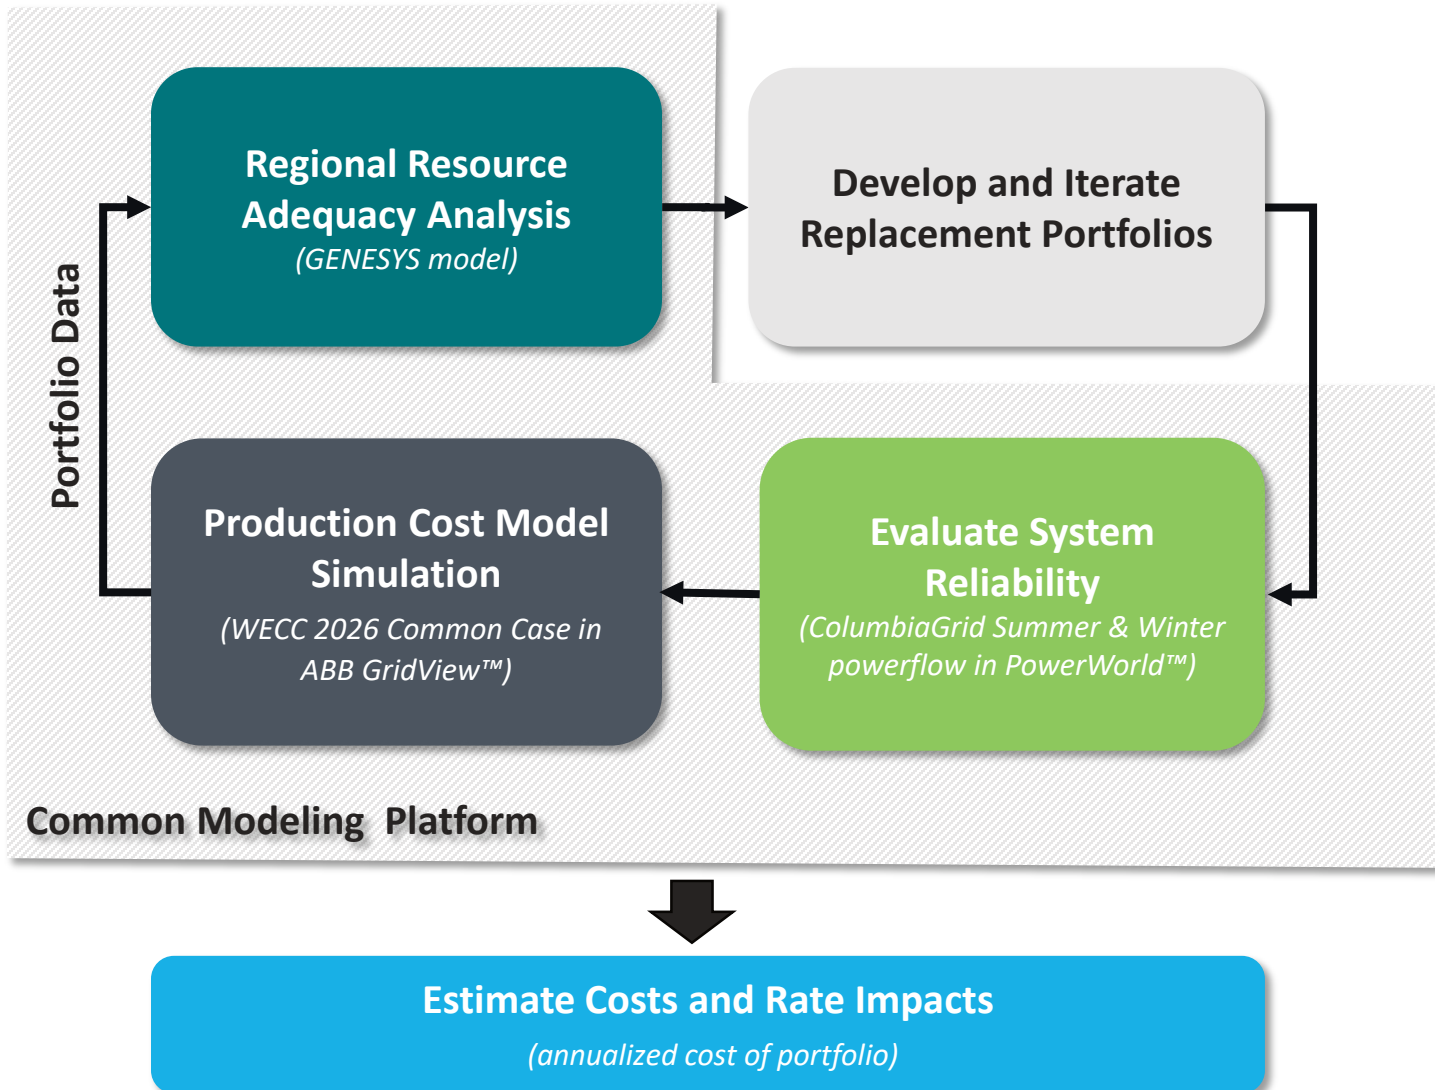 Regional Resource
Adequacy Analysis
(GENESYS model)
Develop and Iterate
Replacement Portfolios
Portfolio Data
Production Cost Model
Simulation
(WECC 2026 Common Case in
ABB GridView™)
Evaluate System
Reliability
(ColumbiaGrid Summer & Winter
powerflow in PowerWorld™)
Common Modeling Platform
Estimate Costs and Rate Impacts
(annualized cost of portfolio)